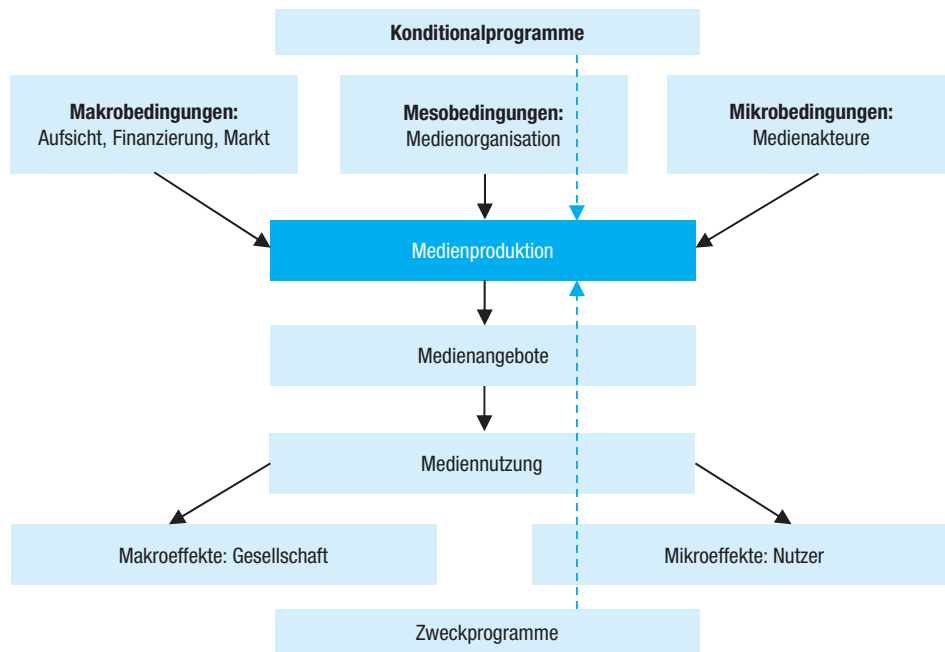 Konditionalprogramme
Makrobedingungen:
Aufsicht, Finanzierung, Markt
Mesobedingungen:
Medienorganisation
Mikrobedingungen:
Medienakteure
Medienproduktion
Medienangebote
Mediennutzung
Makroeffekte: Gesellschaft
Mikroeffekte: Nutzer
Zweckprogramme